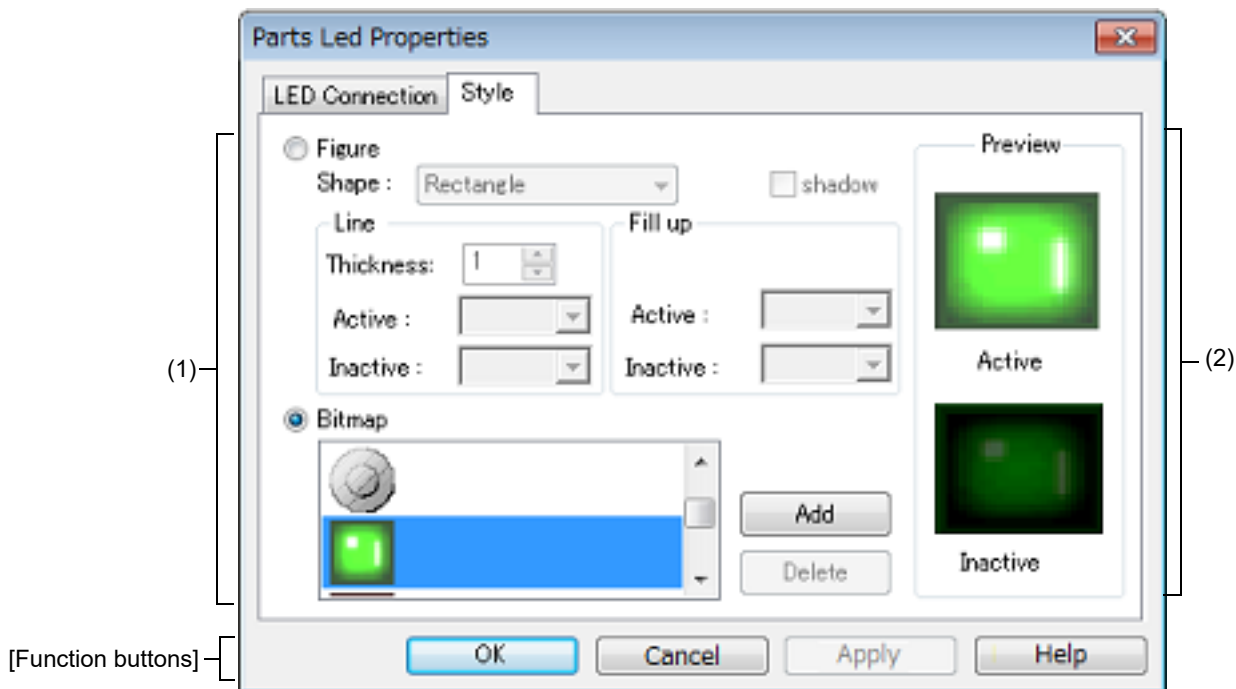 Parts Led Properties
LED Connection Style
Figure
Shape : Rectangle shadow
Line
Thickness: 1
Active :
Inactive :
Fill up
Active :
Inactive :
Bitmap
Add
Delete
Preview
Active
Inactive
(1)
(2)
[Function buttons]
OK Cancel Apply Help